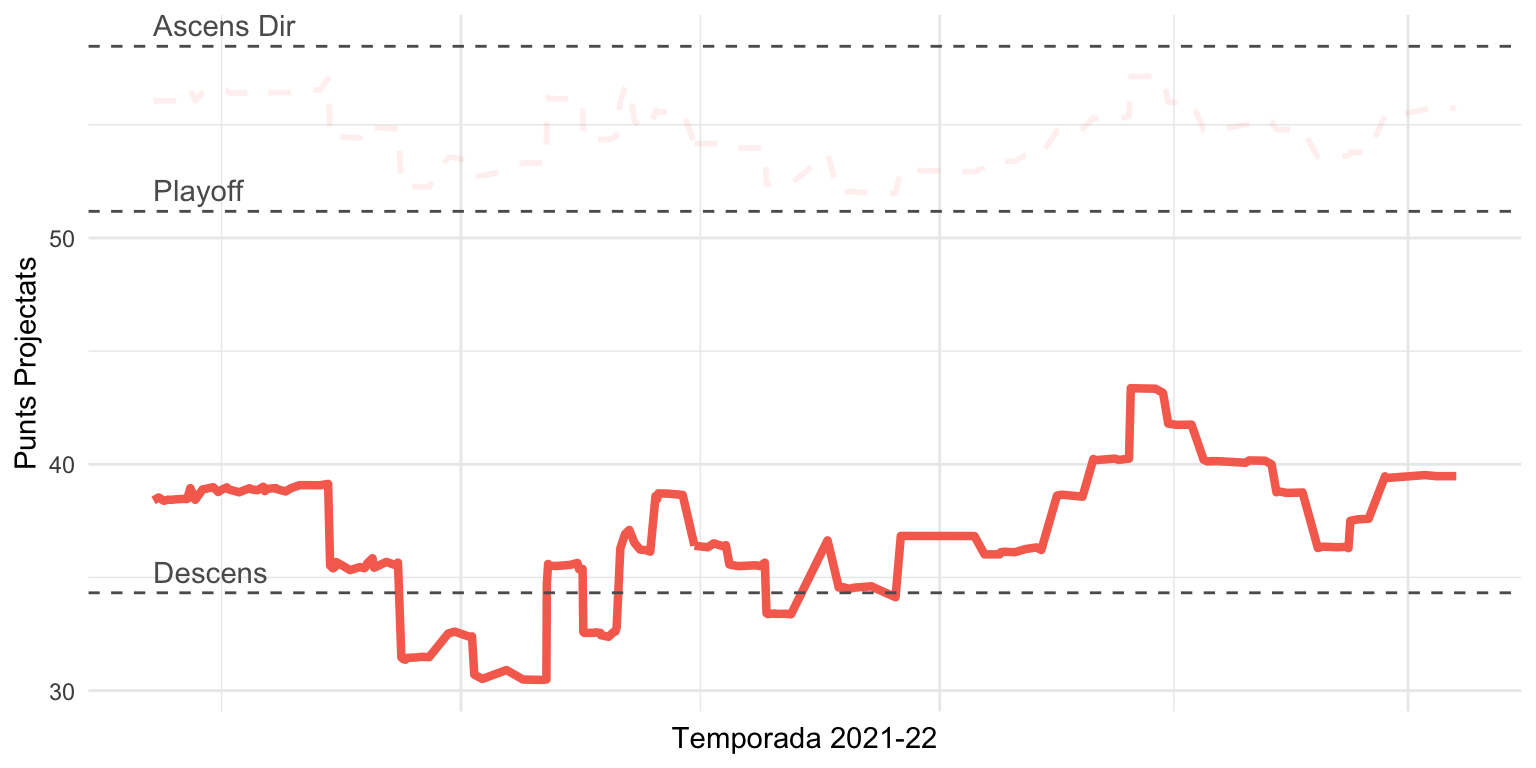 Ascens Dir
Playoff
50
40
Descens
30
Punts Projectats
Temporada 2021-22